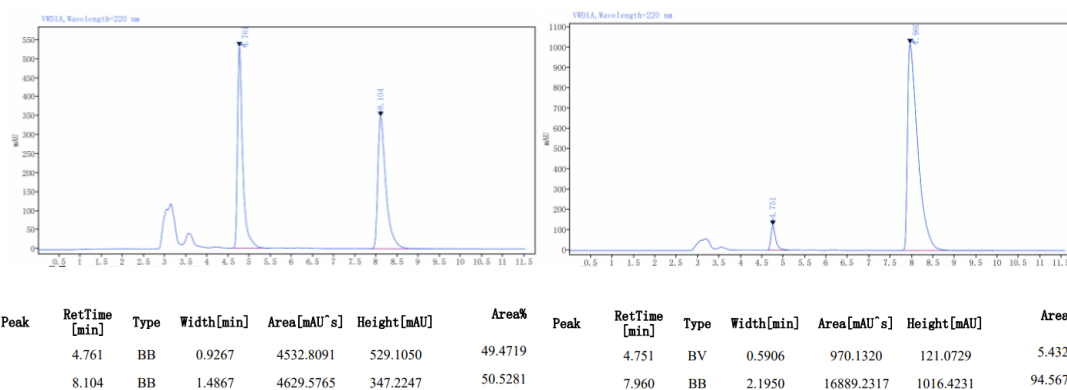 VWD1A, Wavelength=220 nm
4.761
8.104
mAU
550
500
450
400
350
300
250
200
150
100
50
0
0.5 1 1.5 2 2.5 3 3.5 4 4.5 5 5.5 6 6.5 7 7.5 8 8.5 9 9.5 10 10.5 11 11.5
Peak RetTime [min] Type Width[min] Area[mAU^s] Height[mAU] Area%
4.761 BB 0.9267 4532.8091 529.1050 49.4719
8.104 BB 1.4867 4629.5765 347.2247 50.5281
VWD1A, Wavelength=220 nm
4.751
7.960
mAU
1100
1000
900
800
700
600
500
400
300
200
100
0
0.5 1 1.5 2 2.5 3 3.5 4 4.5 5 5.5 6 6.5 7 7.5 8 8.5 9 9.5 10 10.5 11 11.5
Peak RetTime [min] Type Width[min] Area[mAU^s] Height[mAU] Area
4.751 BV 0.5906 970.1320 121.0729 5.432
7.960 BB 2.1950 16889.2317 1016.4231 94.567